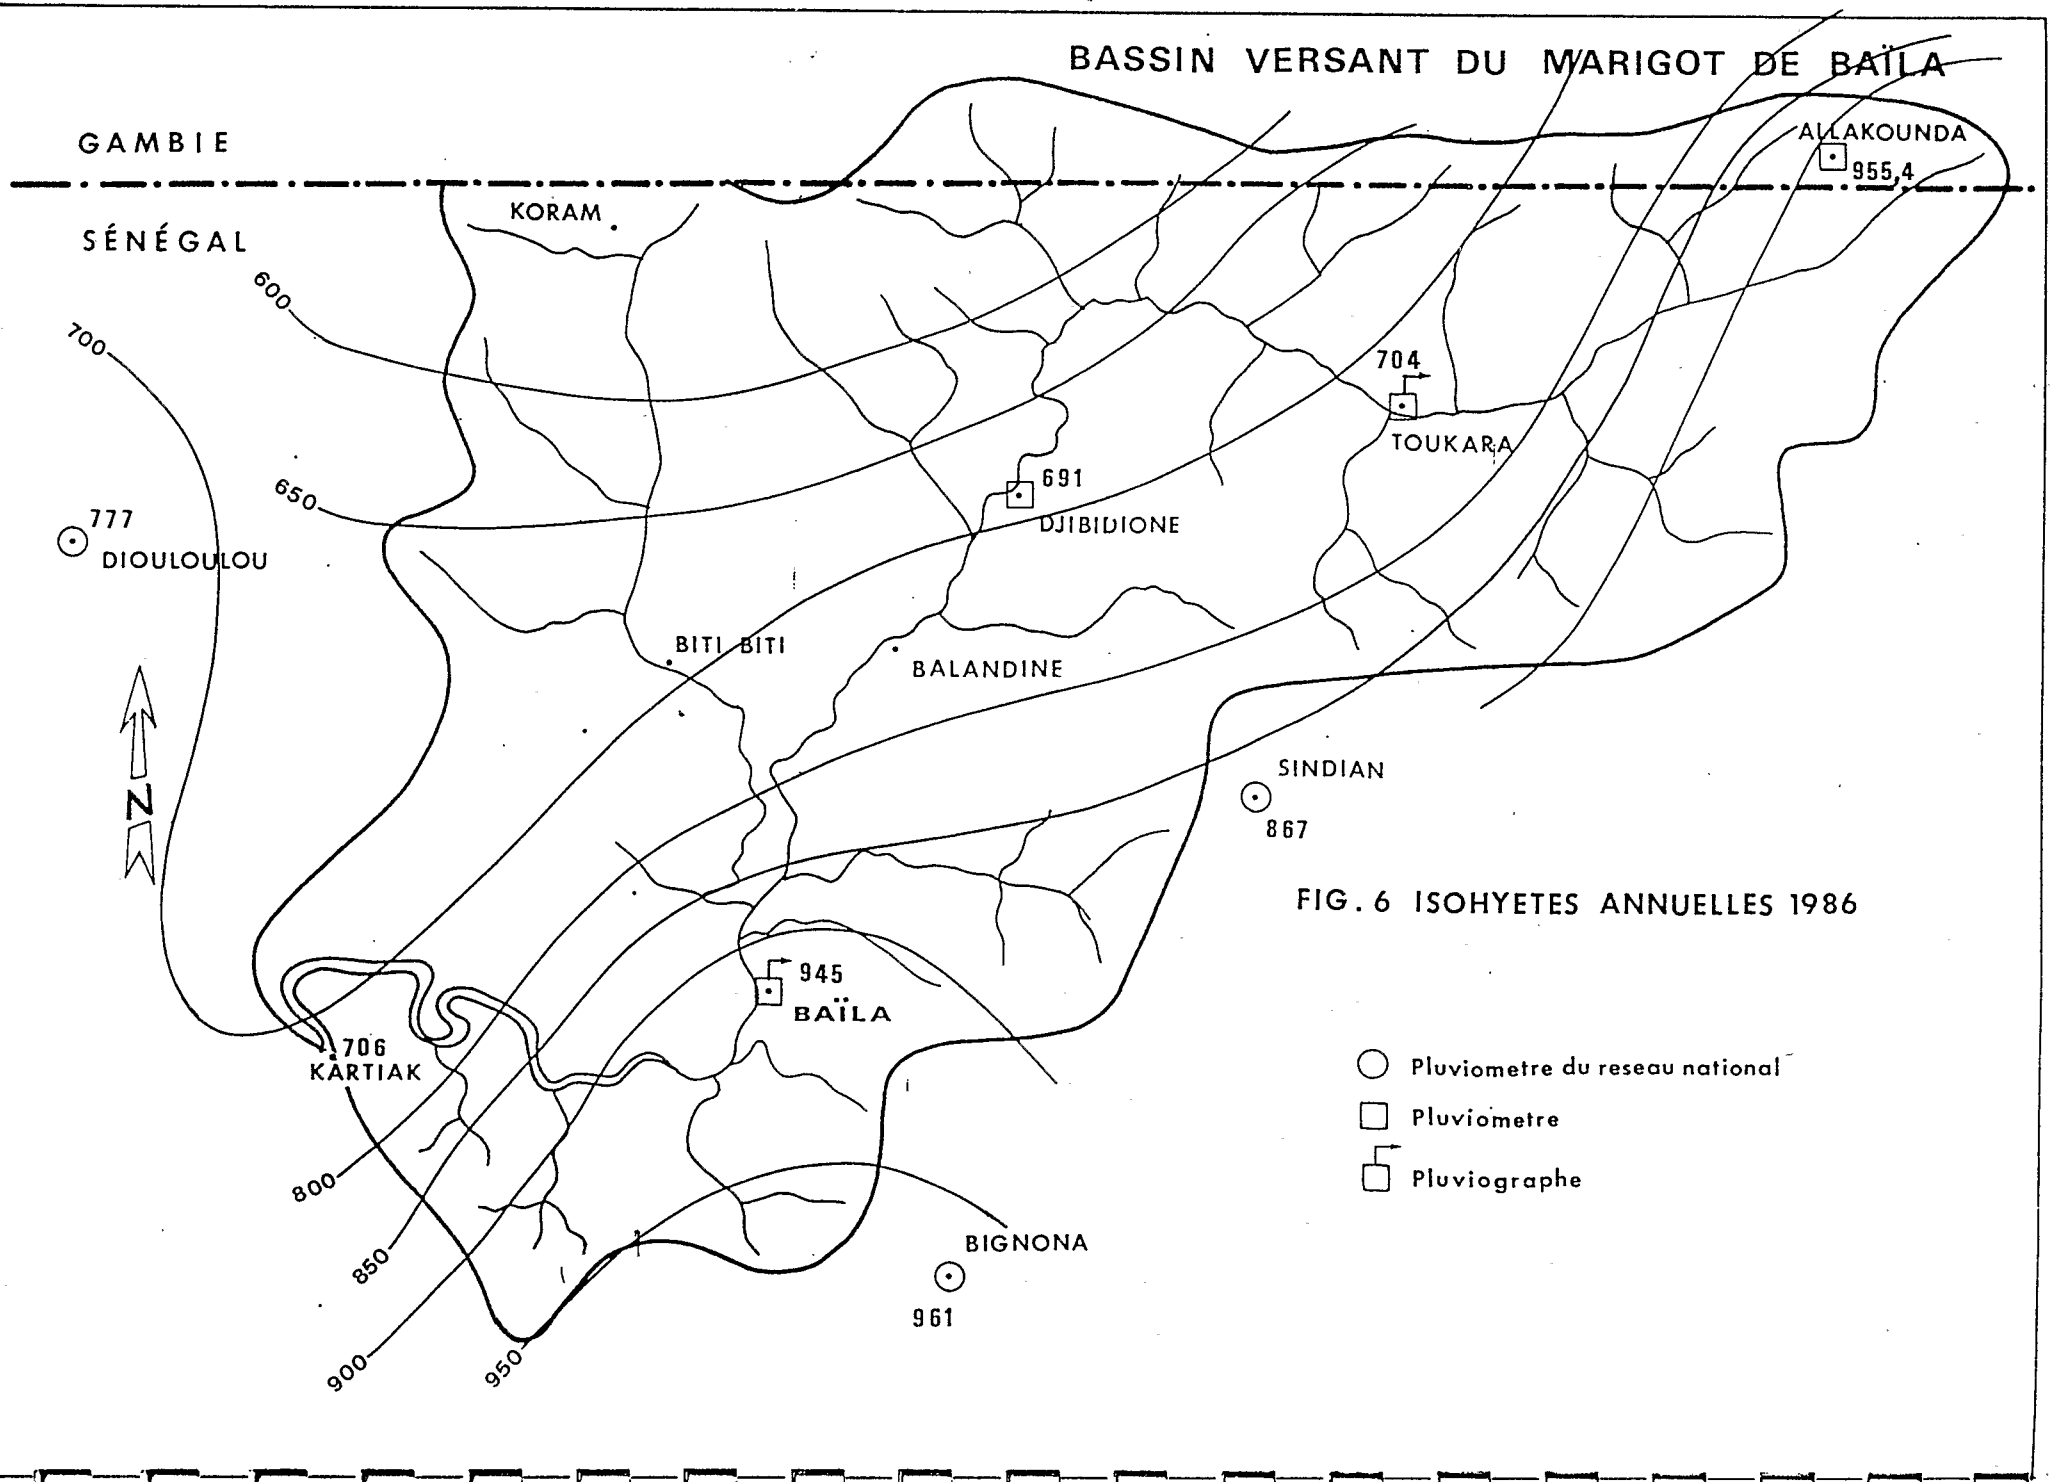 BASSIN VERSANT DU MARIGOT DE BAÏLA
GAMBIE
ALLAKOUNDA
955,4
KORAM
SÉNÉGAL
600
700
704
TOUKARA
650
691
DJIBIDIONE
777
DIOULOULOU
BITI BITI
BALANDINE
SINDIAN
867
N
FIG. 6 ISOHYETES ANNUELLES 1986
945
BAÏLA
706
KARTIAK
Pluviometre du reseau national
Pluviometre
Pluviographe
800
850
900
950
BIGNONA
961